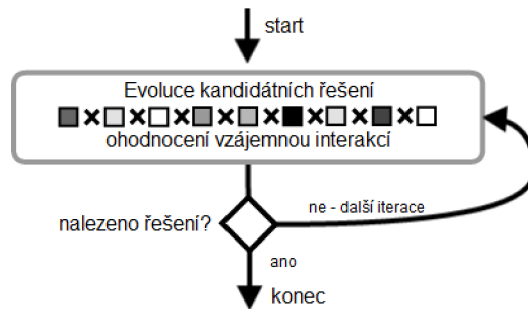 start
Evoluce kandidátních řešení
ohodnocení vzájemnou interakcí
nalezeno řešení?
ne - další iterace
ano
konec